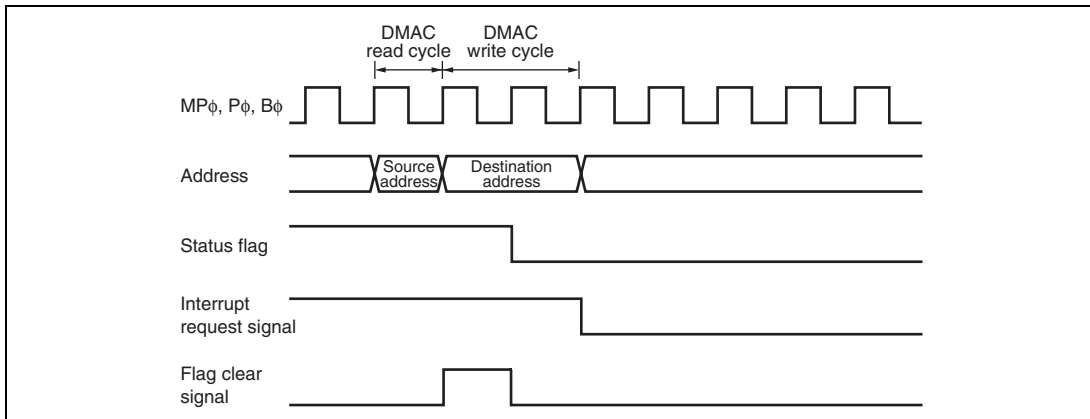 DMAC
read cycle
DMAC
write cycle
MPϕ, Pϕ, Bϕ
Address
Source
address
Destination
address
Status flag
Interrupt
request signal
Flag clear
signal